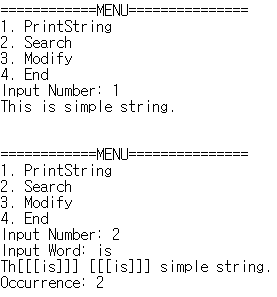 ============MENU===============
1. PrintString
2. Search
3. Modify
4. End
Input Number: 1
This is simple string.
============MENU===============
1. PrintString
2. Search
3. Modify
4. End
Input Number: 2
Input Word: is
Th[[[is]]] [[[is]]] simple string.
Occurrence: 2